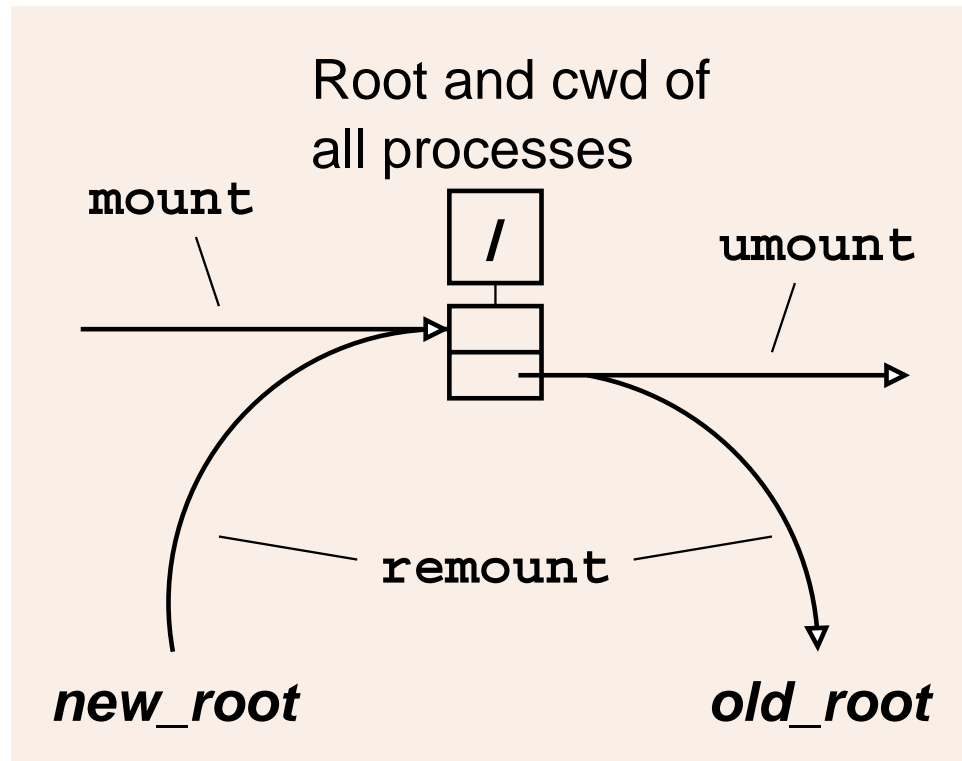 Root and cwd of
all processes
mount
/
umount
remount
new_root
old_root